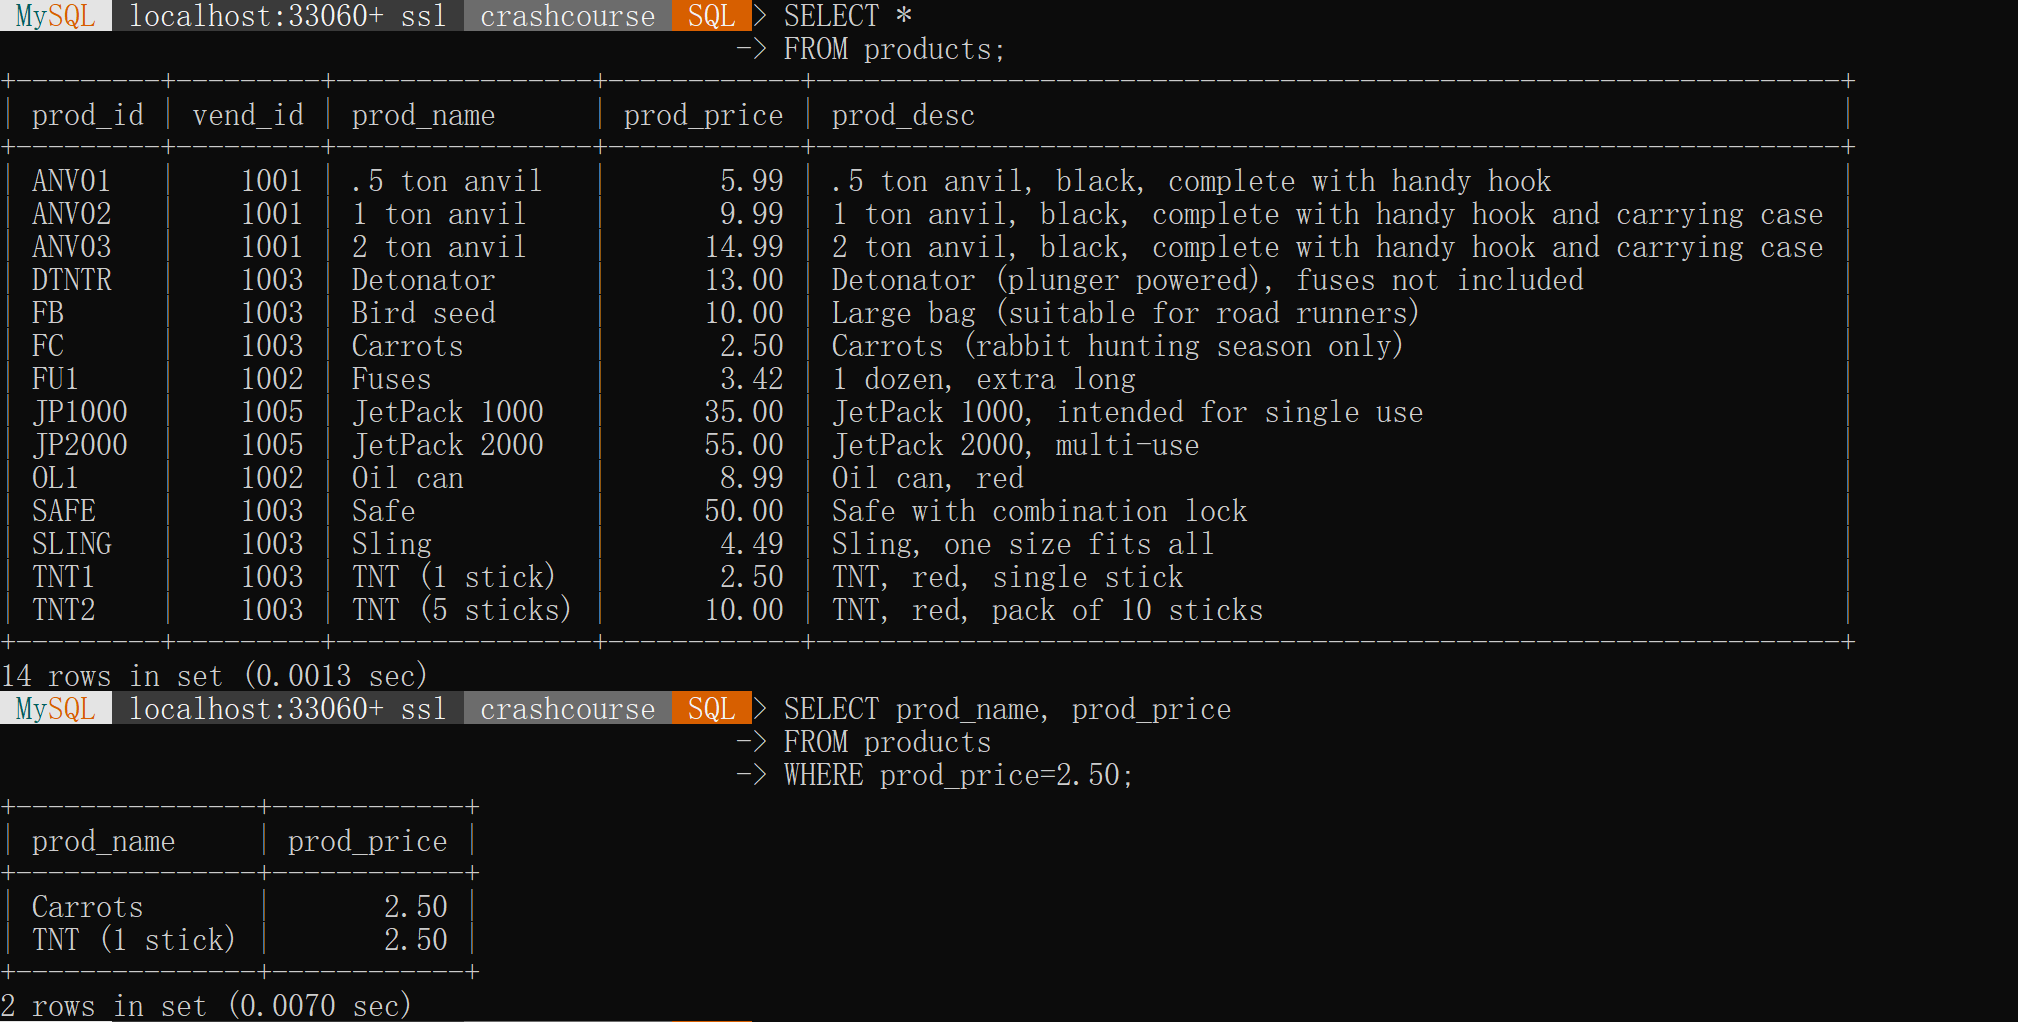 MySQL localhost:33060+ ssl crashcourse SQL > SELECT *
-> FROM products;
+---------+---------+----------------+------------+----------------------------------------------------------------+
| prod_id | vend_id | prod_name      | prod_price | prod_desc                                                      |
+---------+---------+----------------+------------+----------------------------------------------------------------+
| ANV01   |    1001 | .5 ton anvil   |       5.99 | .5 ton anvil, black, complete with handy hook                  |
| ANV02   |    1001 | 1 ton anvil    |       9.99 | 1 ton anvil, black, complete with handy hook and carrying case |
| ANV03   |    1001 | 2 ton anvil    |      14.99 | 2 ton anvil, black, complete with handy hook and carrying case |
| DTNTR   |    1003 | Detonator      |      13.00 | Detonator (plunger powered), fuses not included                |
| FB      |    1003 | Bird seed      |      10.00 | Large bag (suitable for road runners)                          |
| FC      |    1003 | Carrots        |       2.50 | Carrots (rabbit hunting season only)                           |
| FU1     |    1002 | Fuses          |       3.42 | 1 dozen, extra long                                            |
| JP1000  |    1005 | JetPack 1000   |      35.00 | JetPack 1000, intended for single use                          |
| JP2000  |    1005 | JetPack 2000   |      55.00 | JetPack 2000, multi-use                                        |
| OL1     |    1002 | Oil can        |       8.99 | Oil can, red                                                   |
| SAFE    |    1003 | Safe           |      50.00 | Safe with combination lock                                     |
| SLING   |    1003 | Sling          |       4.49 | Sling, one size fits all                                       |
| TNT1    |    1003 | TNT (1 stick)  |       2.50 | TNT, red, single stick                                         |
| TNT2    |    1003 | TNT (5 sticks) |      10.00 | TNT, red, pack of 10 sticks                                    |
+---------+---------+----------------+------------+----------------------------------------------------------------+
14 rows in set (0.0013 sec)
MySQL localhost:33060+ ssl crashcourse SQL > SELECT prod_name, prod_price
-> FROM products
-> WHERE prod_price=2.50;
+---------------+------------+
| prod_name     | prod_price |
+---------------+------------+
| Carrots       |       2.50 |
| TNT (1 stick) |       2.50 |
+---------------+------------+
2 rows in set (0.0070 sec)